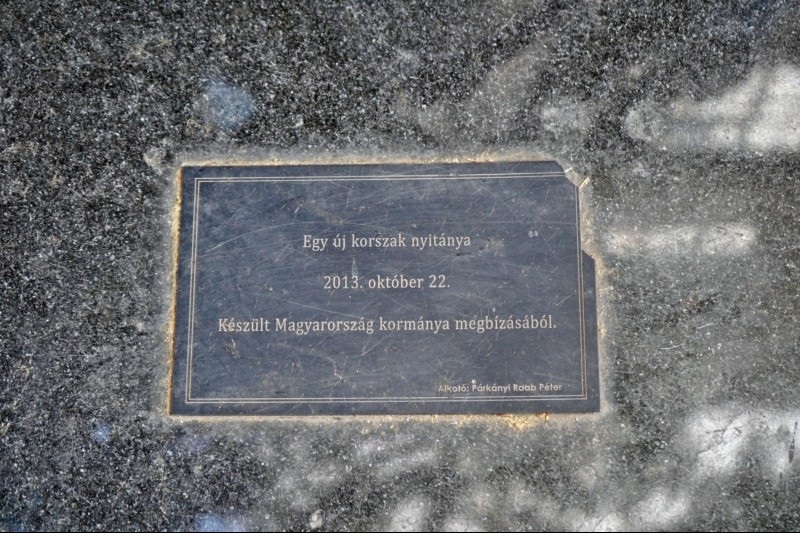 Egy új korszak nyitánya
2013. október 22.
Készült Magyarország kormánya megbízásából.
Alkotó: Párkányi Raab Péter